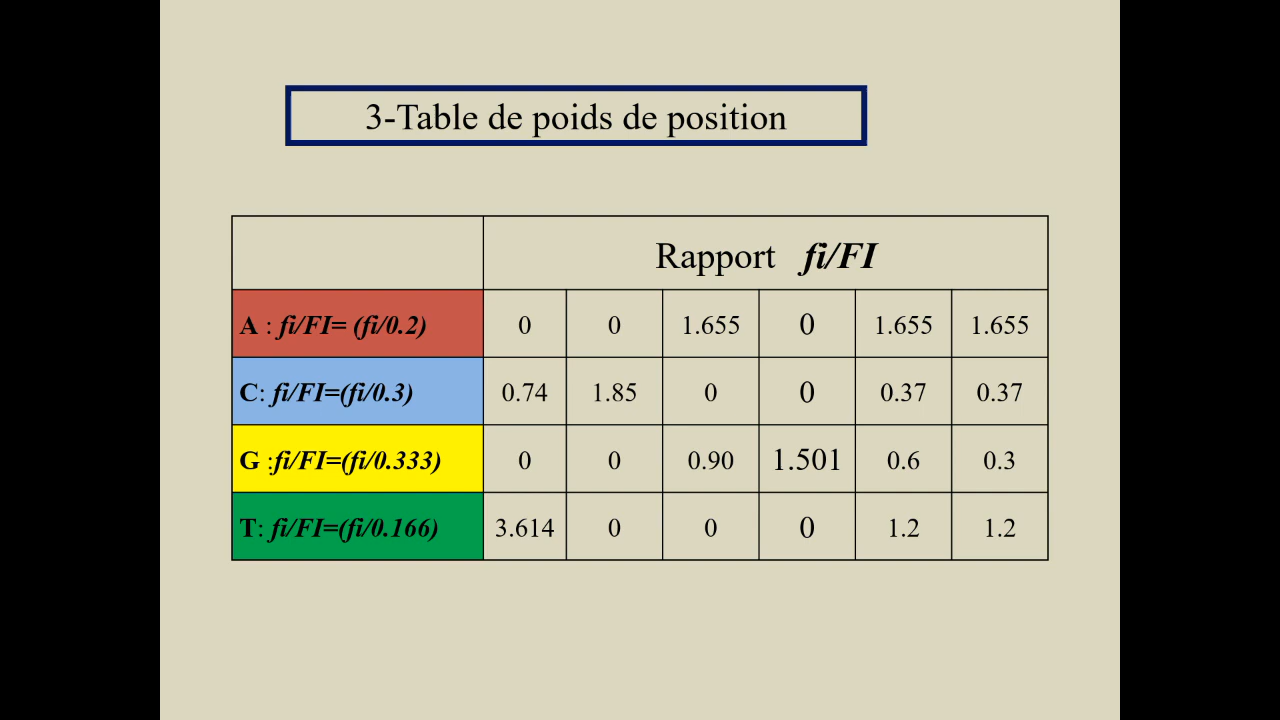 3-Table de poids de position
Rapport fi/FI
A : fi/FI= (fi/0.2) 0 0 1.655 0 1.655 1.655
C: fi/FI=(fi/0.3) 0.74 1.85 0 0 0.37 0.37
G :fi/FI=(fi/0.333) 0 0 0.90 1.501 0.6 0.3
T: fi/FI=(fi/0.166) 3.614 0 0 0 1.2 1.2